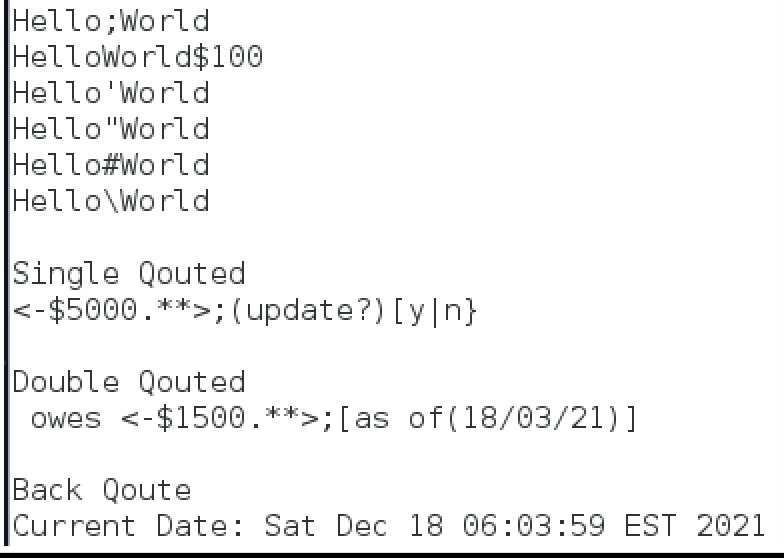 Hello;World
HelloWorld$100
Hello'World
Hello"World
Hello#World
Hello\World
Single Qouted
<-$5000.**>;(update?)[y|n}
Double Qouted
owes <-$1500.**>;[as of(18/03/21)]
Back Qoute
Current Date: Sat Dec 18 06:03:59 EST 2021